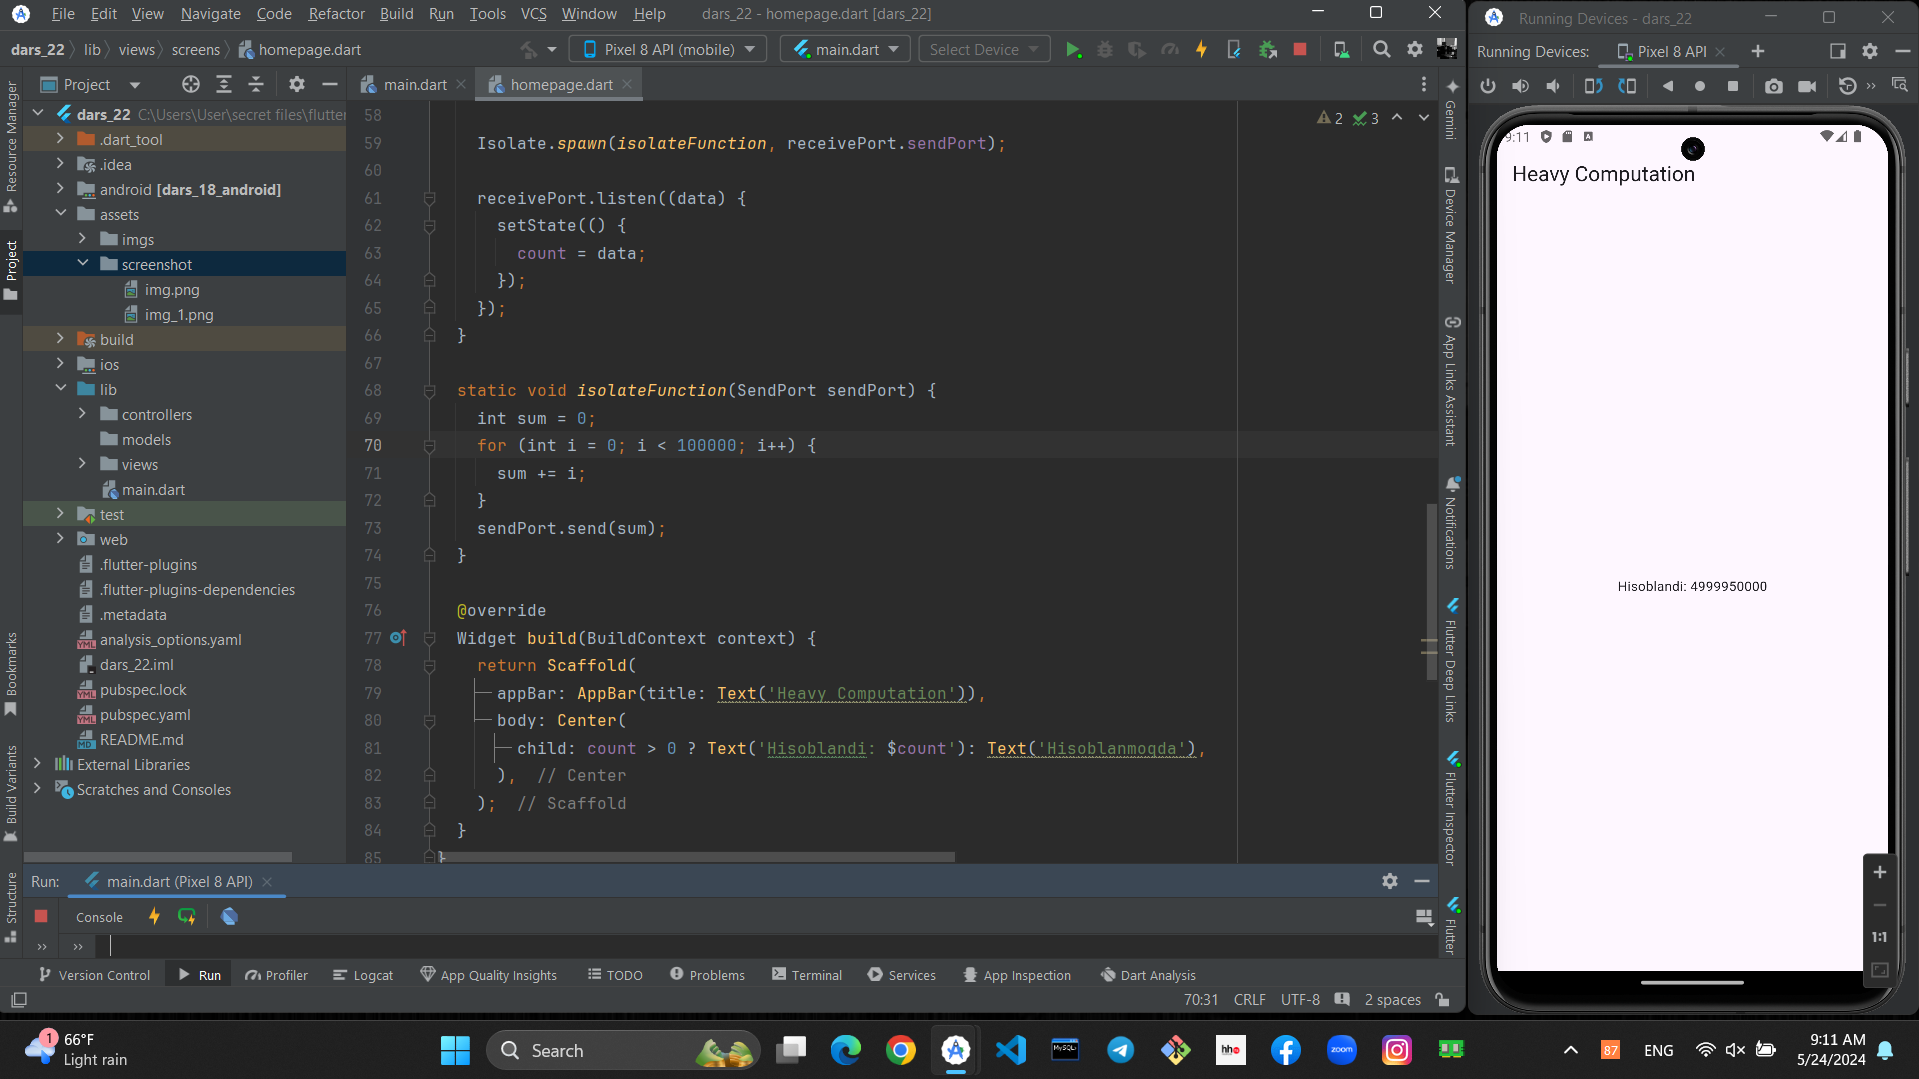 File Edit View Navigate Code Refactor Build Run Tools VCS Window Help dars_22 - homepage.dart [dars_22]
dars_22 lib views screens homepage.dart Pixel 8 API (mobile) main.dart Select Device
Project main.dart homepage.dart
Resource Manager
Project
Bookmarks
Build Variants
Structure
dars_22 C:\Users\User\secret files\flutter
.dart_tool
.idea
android [dars_18_android]
assets
imgs
screenshot
img.png
img_1.png
build
ios
lib
controllers
models
views
main.dart
test
web
.flutter-plugins
.flutter-plugins-dependencies
.metadata
analysis_options.yaml
dars_22.iml
pubspec.lock
pubspec.yaml
README.md
External Libraries
Scratches and Consoles
2 3
58
59 Isolate.spawn(isolateFunction, receivePort.sendPort);
60
61 receivePort.listen((data) {
62 setState(() {
63 count = data;
64 });
65 });
66 }
67
68 static void isolateFunction(SendPort sendPort) {
69 int sum = 0;
70 for (int i = 0; i < 100000; i++) {
71 sum += i;
72 }
73 sendPort.send(sum);
74 }
75
76 @override
77 Widget build(BuildContext context) {
78 return Scaffold(
79 appBar: AppBar(title: Text('Heavy Computation')),
80 body: Center(
81 child: count > 0 ? Text('Hisoblandi: $count'): Text('Hisoblanmoqda'),
82 ), // Center
83 ); // Scaffold
84 }
85 }
Gemini
Device Manager
App Links Assistant
Notifications
Flutter Deep Links
Flutter Inspector
Flutter
Run: main.dart (Pixel 8 API)
Console
Version Control Run Profiler Logcat App Quality Insights TODO Problems Terminal Services App Inspection Dart Analysis
70:31 CRLF UTF-8 2 spaces
Running Devices - dars_22
Running Devices: Pixel 8 API
9:11
Heavy Computation
Hisoblandi: 4999950000
1:1
1 66°F
Light rain
Search
MySQL
hh
zoom
87
ENG
9:11 AM
5/24/2024